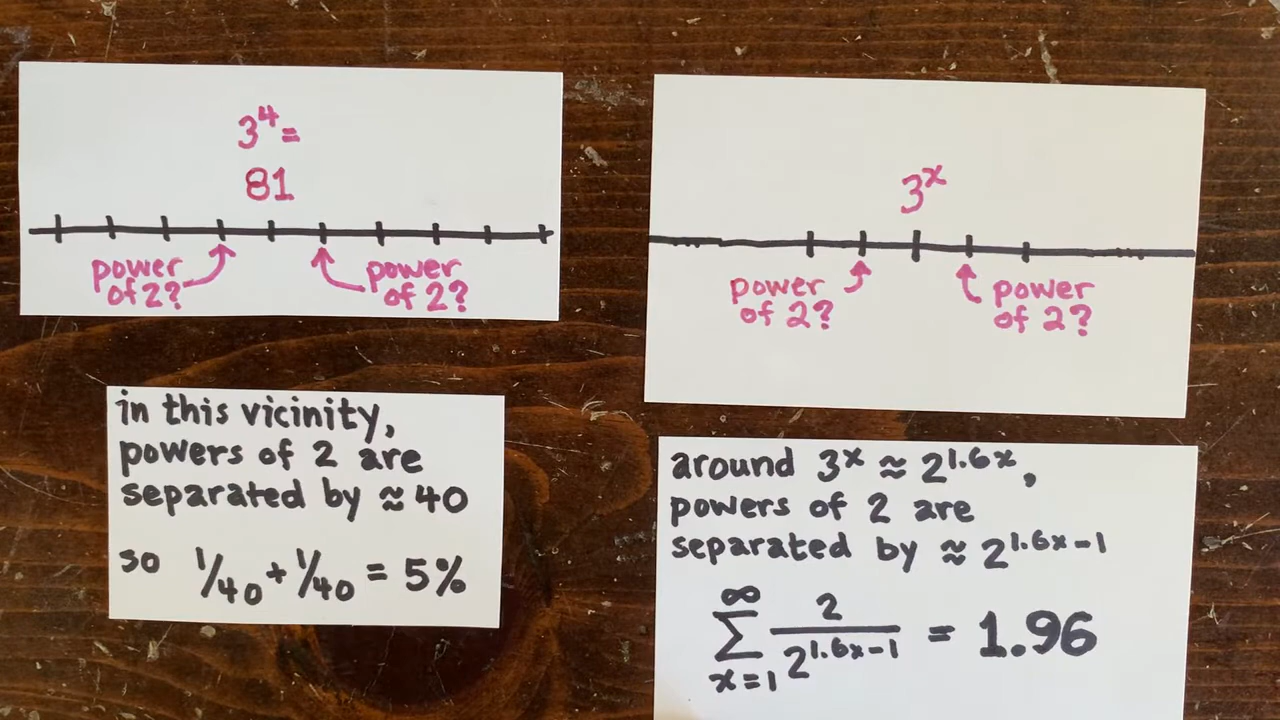 3⁴=
81
power
of 2?
power
of 2?
in this vicinity,
powers of 2 are
separated by ≈ 40
so 1/40 + 1/40 = 5%
3ˣ
power
of 2?
power
of 2?
around 3ˣ ≈ 2^1.6x,
powers of 2 are
separated by ≈ 2^1.6x-1
∞
∑ 2/2^1.6x-1 = 1.96
x=1